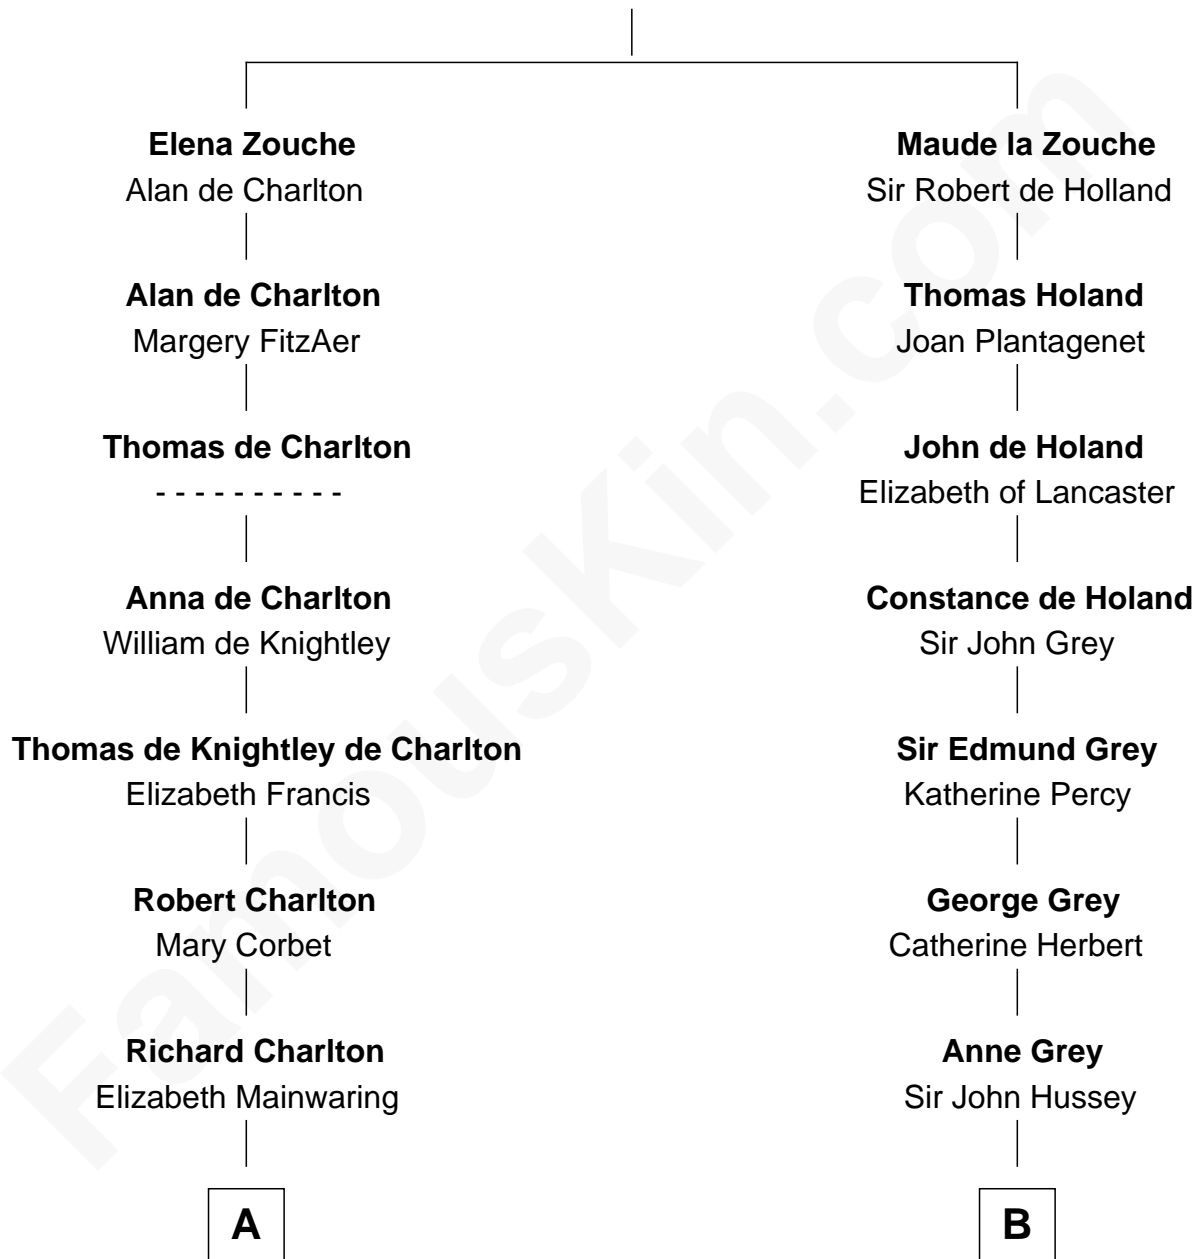 Elena Zouche
Alan de Charlton
Maude la Zouche
Sir Robert de Holland
Alan de Charlton
Margery FitzAer
Thomas Holand
Joan Plantagenet
Thomas de Charlton
- - - - - - - - - -
John de Holand
Elizabeth of Lancaster
Anna de Charlton
William de Knightley
Constance de Holand
Sir John Grey
Thomas de Knightley de Charlton
Elizabeth Francis
Sir Edmund Grey
Katherine Percy
Robert Charlton
Mary Corbet
George Grey
Catherine Herbert
Richard Charlton
Elizabeth Mainwaring
Anne Grey
Sir John Hussey
A
B
FamousKin.com